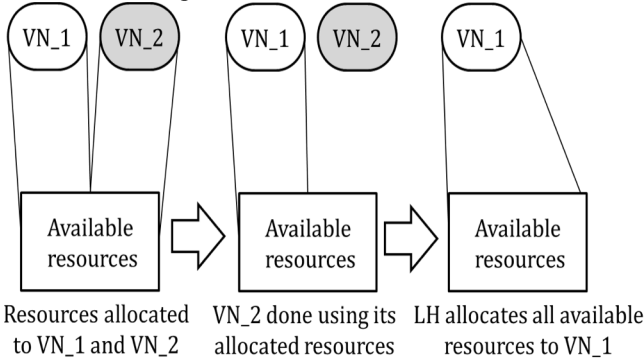 VN_1 VN_2 VN_1 VN_2 VN_1
Available Available Available
resources resources resources
Resources allocated VN_2 done using its LH allocates all available
to VN_1 and VN_2 allocated resources resources to VN_1